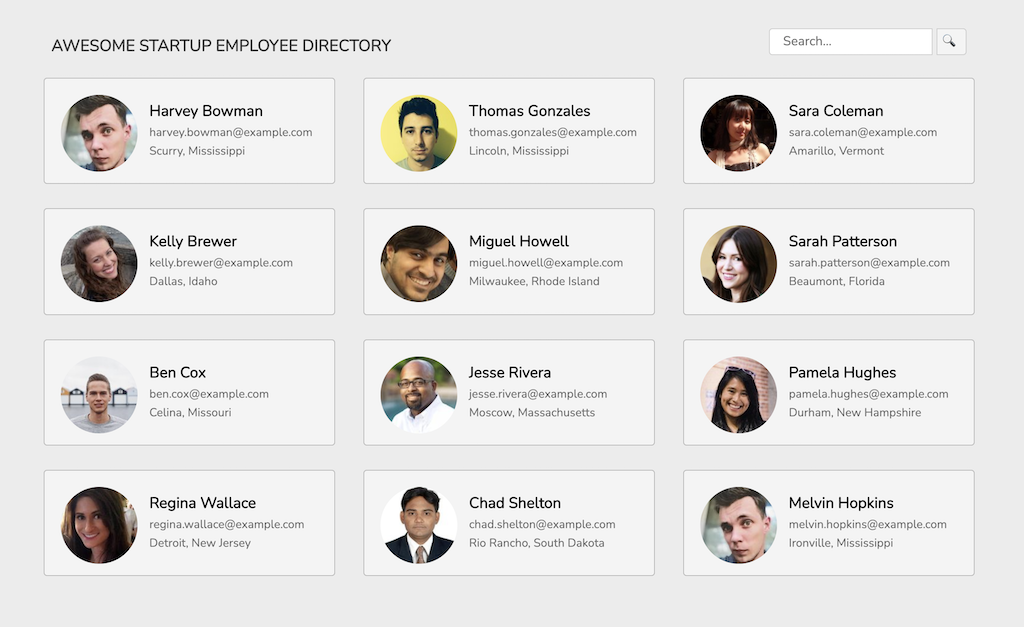 AWESOME STARTUP EMPLOYEE DIRECTORY
Search...
Harvey Bowman
harvey.bowman@example.com
Scurry, Mississippi
Thomas Gonzales
thomas.gonzales@example.com
Lincoln, Mississippi
Sara Coleman
sara.coleman@example.com
Amarillo, Vermont
Kelly Brewer
kelly.brewer@example.com
Dallas, Idaho
Miguel Howell
miguel.howell@example.com
Milwaukee, Rhode Island
Sarah Patterson
sarah.patterson@example.com
Beaumont, Florida
Ben Cox
ben.cox@example.com
Celina, Missouri
Jesse Rivera
jesse.rivera@example.com
Moscow, Massachusetts
Pamela Hughes
pamela.hughes@example.com
Durham, New Hampshire
Regina Wallace
regina.wallace@example.com
Detroit, New Jersey
Chad Shelton
chad.shelton@example.com
Rio Rancho, South Dakota
Melvin Hopkins
melvin.hopkins@example.com
Ironville, Mississippi